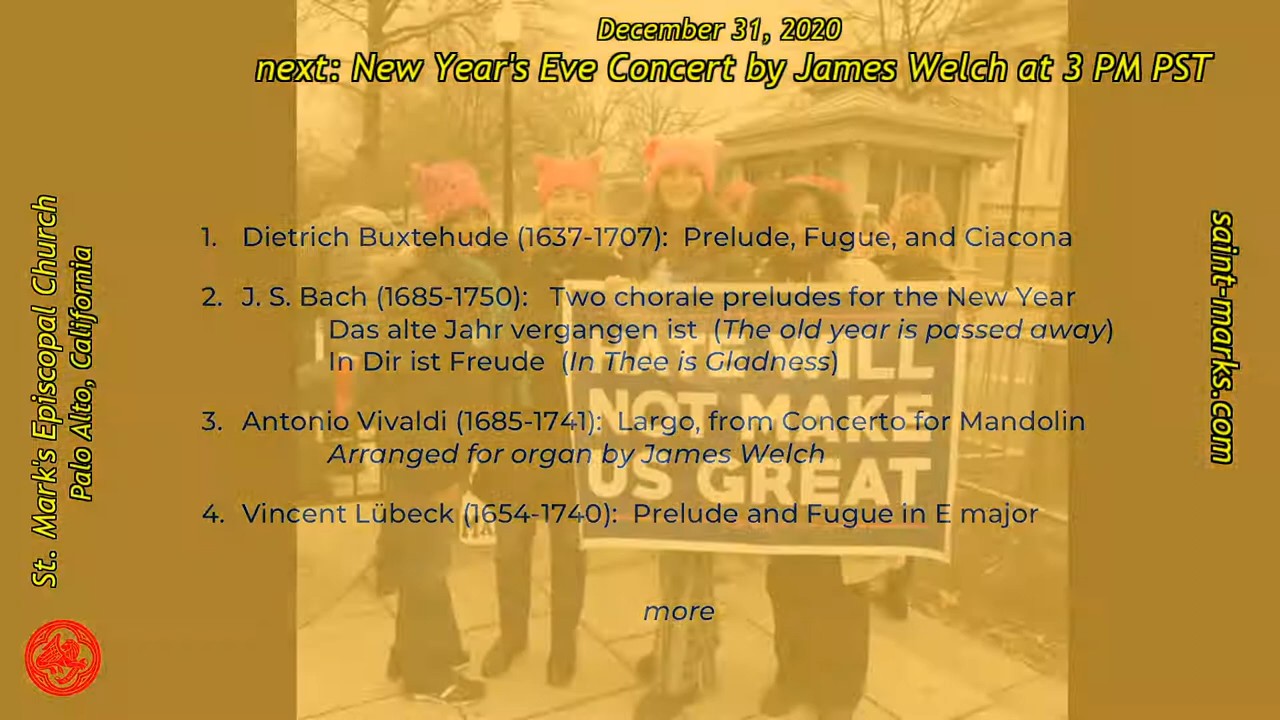 December 31, 2020
next: New Year's Eve Concert by James Welch at 3 PM PST
St. Mark's Episcopal Church
Palo Alto, California
1. Dietrich Buxtehude (1637-1707): Prelude, Fugue, and Ciacona
2. J. S. Bach (1685-1750): Two chorale preludes for the New Year
Das alte Jahr vergangen ist (The old year is passed away)
In Dir ist Freude (In Thee is Gladness)
3. Antonio Vivaldi (1685-1741): Largo, from Concerto for Mandolin
Arranged for organ by James Welch
4. Vincent Lübeck (1654-1740): Prelude and Fugue in E major
more
HATE WILL
NOT MAKE
US GREAT
saint-marks.com